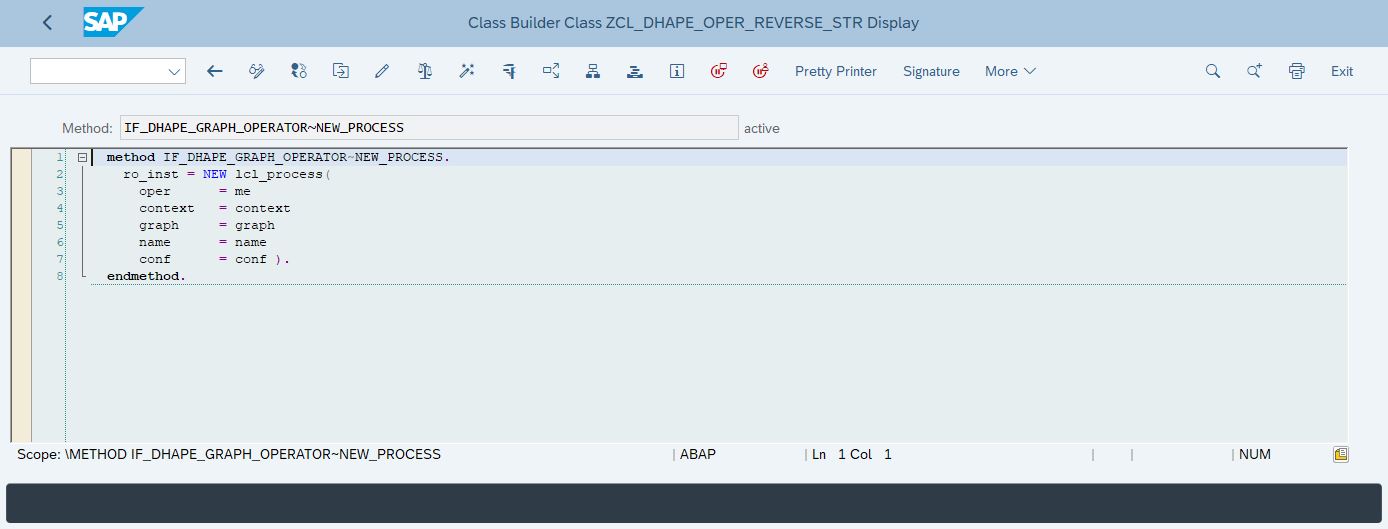 SAP
Class Builder Class ZCL_DHAPE_OPER_REVERSE_STR Display
Pretty Printer Signature More Exit
Method: IF_DHAPE_GRAPH_OPERATOR~NEW_PROCESS active
1 method IF_DHAPE_GRAPH_OPERATOR~NEW_PROCESS.
2 ro_inst = NEW lcl_process(
3 oper = me
4 context = context
5 graph = graph
6 name = name
7 conf = conf ).
8 endmethod.
Scope: \METHOD IF_DHAPE_GRAPH_OPERATOR~NEW_PROCESS ABAP Ln 1 Col 1 NUM